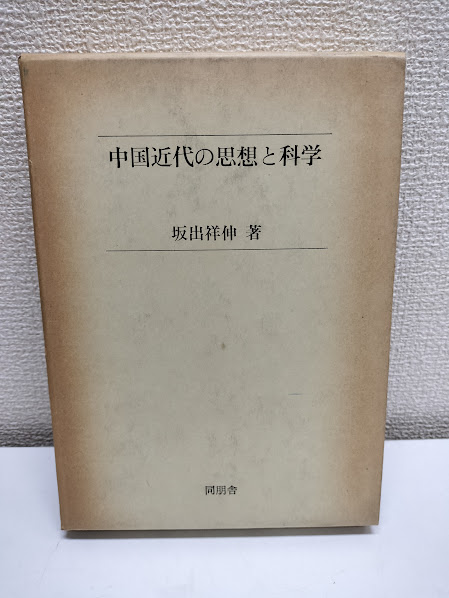 中国近代の思想と科学
坂出祥伸 著
同朋舎